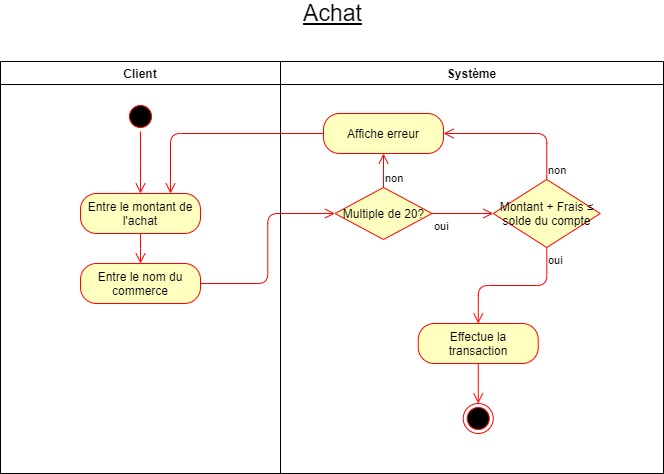 Achat
Client
Système
Affiche erreur
non
non
Entre le montant de
l'achat
Multiple de 20?
oui
Montant + Frais ≤
solde du compte
oui
Entre le nom du
commerce
Effectue la
transaction